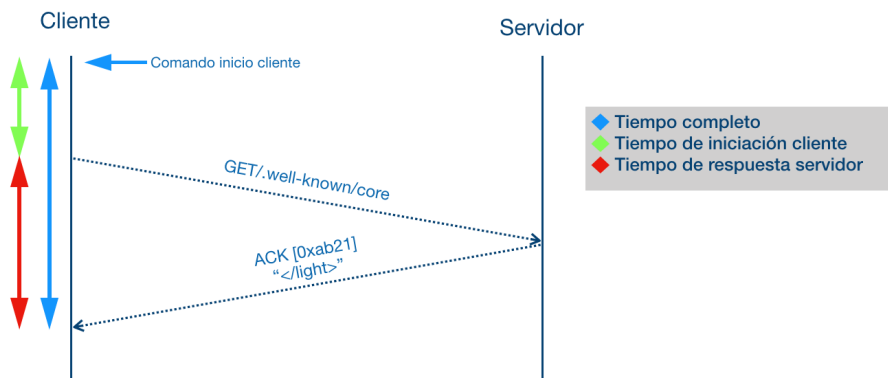 Cliente
Servidor
Comando inicio cliente
Tiempo completo
Tiempo de iniciación cliente
Tiempo de respuesta servidor
GET/.well-known/core
ACK [0xab21]
“</light>”